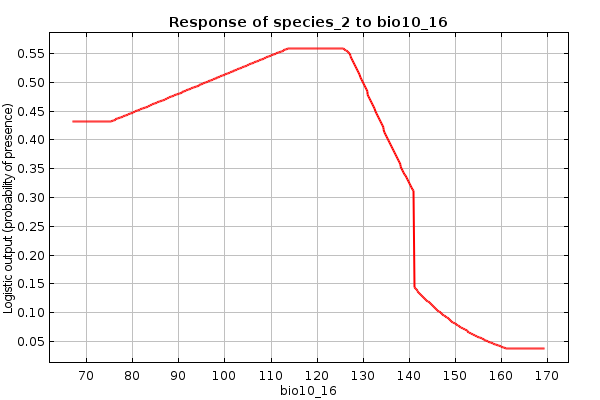 Response of species_2 to bio10_16
Logistic output (probability of presence)
0.55
0.50
0.45
0.40
0.35
0.30
0.25
0.20
0.15
0.10
0.05
70 80 90 100 110 120 130 140 150 160 170
bio10_16